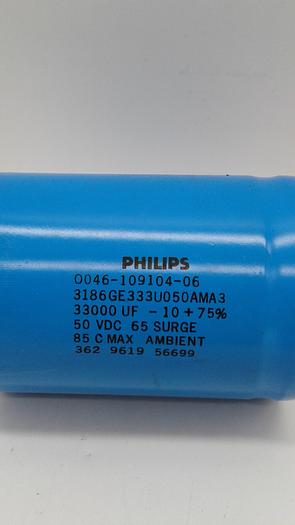 PHILIPS
0046-109104-06
3186GE333U050AMA3
33000 UF - 10 + 75%
50 VDC 65 SURGE
85 C MAX AMBIENT
362 9619 56699